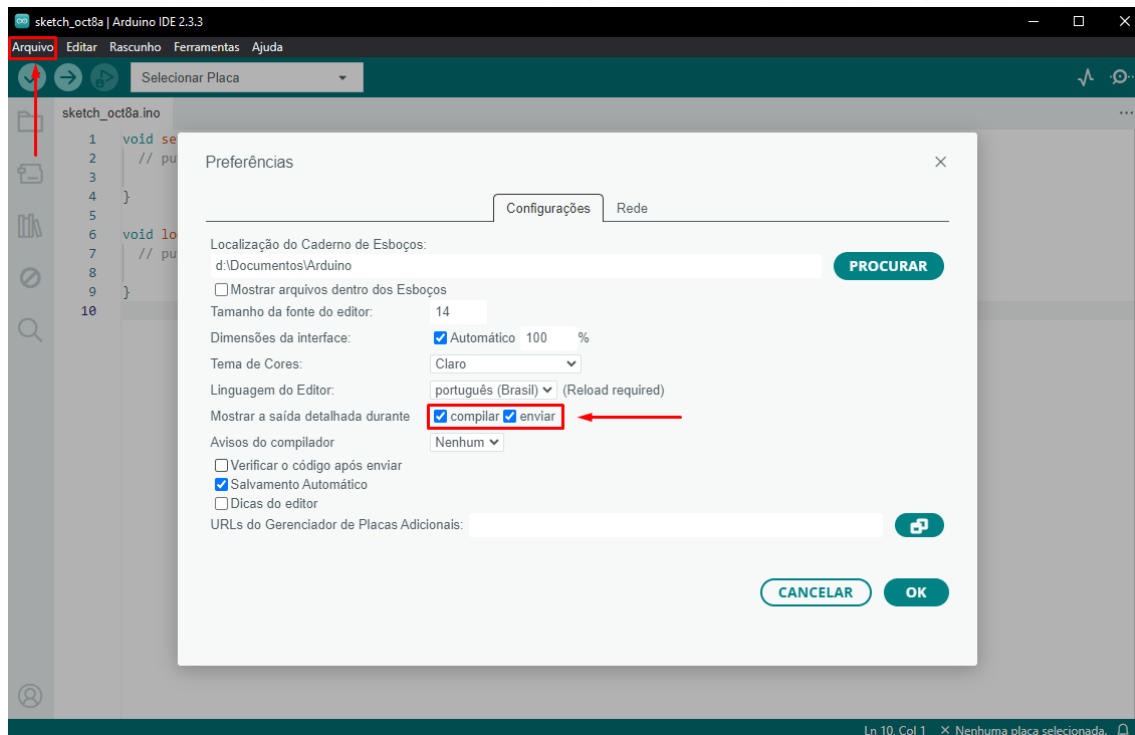 sketch_oct8a | Arduino IDE 2.3.3
Arquivo Editar Rascunho Ferramentas Ajuda
Selecionar Placa
sketch_oct8a.ino
1 void se
2 // pu
3
4 }
5
6 void lo
7 // pu
8
9 }
10
Preferências
Configurações Rede
Localização do Caderno de Esboços:
d:\Documentos\Arduino PROCURAR
Mostrar arquivos dentro dos Esboços
Tamanho da fonte do editor: 14
Dimensões da interface: Automático 100 %
Tema de Cores: Claro
Linguagem do Editor: português (Brasil) (Reload required)
Mostrar a saída detalhada durante compilar enviar
Avisos do compilador Nenhum
Verificar o código após enviar
Salvamento Automático
Dicas do editor
URLs do Gerenciador de Placas Adicionais:
CANCELAR OK
Ln 10, Col 1 × Nenhuma placa selecionada.